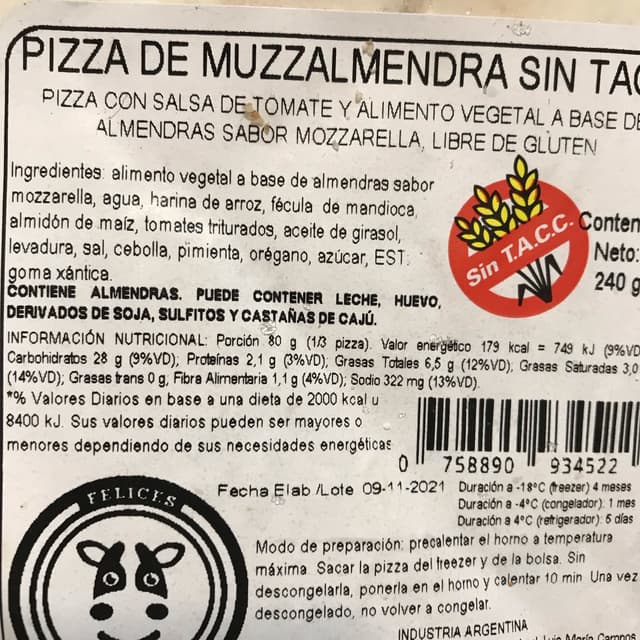 PIZZA DE MUZZALMENDRA SIN TAC
PIZZA CON SALSA DE TOMATE Y ALIMENTO VEGETAL A BASE DE
ALMENDRAS SABOR MOZZARELLA, LIBRE DE GLUTEN
Ingredientes: alimento vegetal a base de almendras sabor
mozzarella, agua, harina de arroz, fécula de mandioca,
almidón de maíz, tomates triturados, aceite de girasol,
levadura, sal, cebolla, pimienta, orégano, azúcar, EST:
goma xántica.
Sin T.A.C.C.
Conten
Neto:
240 g
CONTIENE ALMENDRAS. PUEDE CONTENER LECHE, HUEVO,
DERIVADOS DE SOJA, SULFITOS Y CASTAÑAS DE CAJÚ.
INFORMACIÓN NUTRICIONAL: Porción 80 g (1/3 pizza). Valor energético 179 kcal = 749 kJ (9%VD
Carbohidratos 28 g (9%VD); Proteínas 2,1 g (3%VD); Grasas Totales 6,5 g (12%VD); Grasas Saturadas 3,0
(14%VD); Grasas trans 0 g, Fibra Alimentaria 1,1 g (4%VD); Sodio 322 mg (13%VD).
*% Valores Diarios en base a una dieta de 2000 kcal u
8400 kJ. Sus valores diarios pueden ser mayores o
menores dependiendo de sus necesidades energéticas
0 758890 934522
Fecha Elab /Lote 09-11-2021
Duración a -18°C (freezer) 4 meses
Duración a -4°C (congelador): 1 mes
Duración a 4°C (refrigerador): 5 días
FELICES
Modo de preparación: precalentar el horno a temperatura
máxima. Sacar la pizza del freezer y de la bolsa. Sin
descongelarla, ponerla en el horno y calentar 10 min. Una vez
descongelado, no volver a congelar.
INDUSTRIA ARGENTINA
Luis María Campos